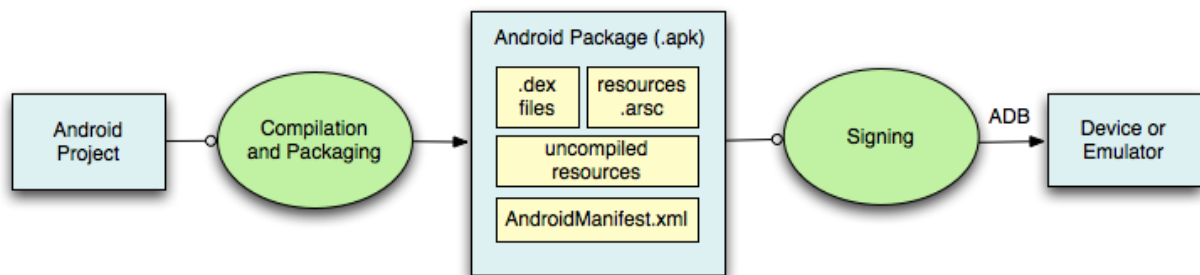 Android
Project
Compilation
and Packaging
Android Package (.apk)
.dex
files
resources
.arsc
uncompiled
resources
AndroidManifest.xml
Signing
ADB
Device or
Emulator